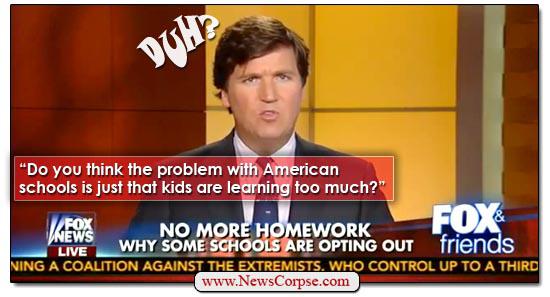 DUH?
“Do you think the problem with American
schools is just that kids are learning too much?”
FOX
NEWS
LIVE
NO MORE HOMEWORK
WHY SOME SCHOOLS ARE OPTING OUT
FOX&
friends
NING A COALITION AGAINST THE EXTREMISTS, WHO CONTROL UP TO A THIRD
www.NewsCorpse.com